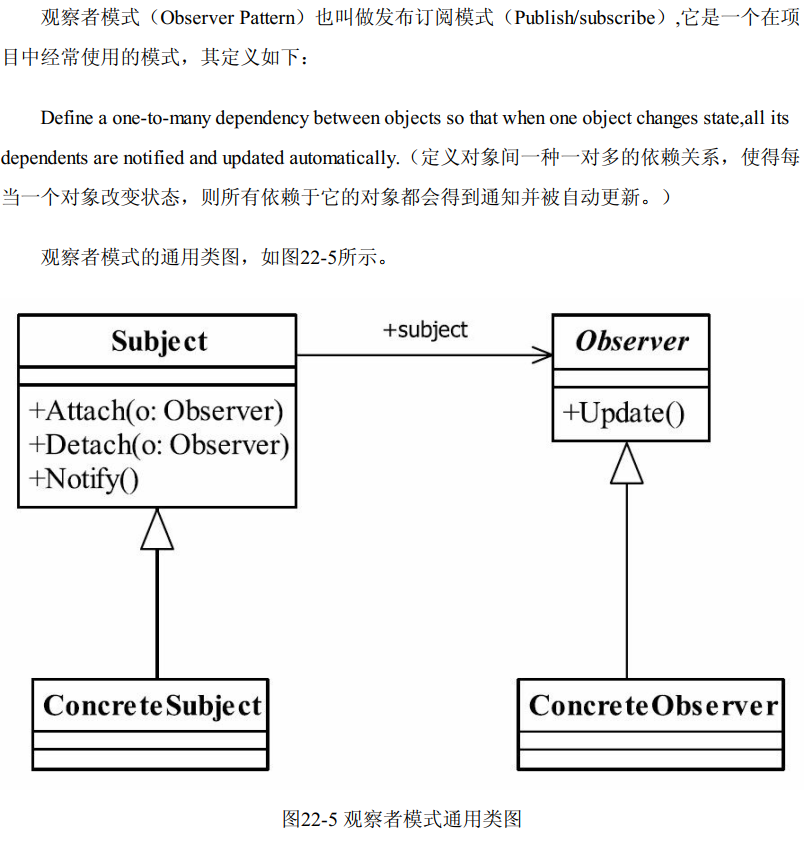 观察者模式（Observer Pattern）也叫做发布订阅模式（Publish/subscribe）,它是一个在项
目中经常使用的模式，其定义如下：
Define a one-to-many dependency between objects so that when one object changes state,all its
dependents are notified and updated automatically.（定义对象间一种一对多的依赖关系，使得每
当一个对象改变状态，则所有依赖于它的对象都会得到通知并被自动更新。）
观察者模式的通用类图，如图22-5所示。
Subject
+Attach(o: Observer)
+Detach(o: Observer)
+Notify()
+subject
Observer
+Update()
ConcreteSubject
ConcreteObserver
图22-5 观察者模式通用类图